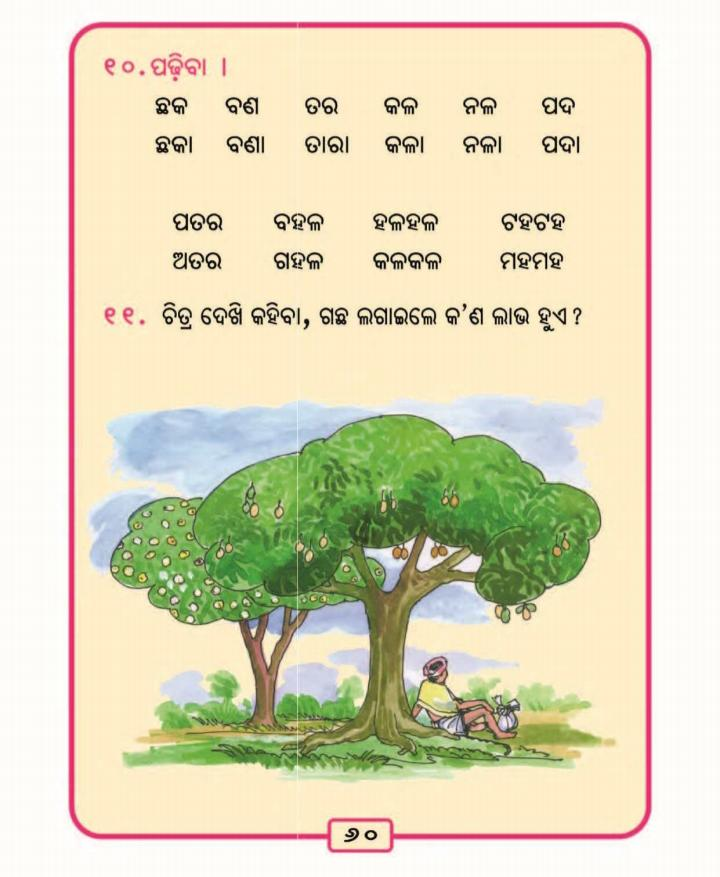 ୧୦. ପଢ଼ିବା ।
ଛକ ବଣ ତର କଳ ନଳ ପଦ
ଛକା ବଣା ତାରା କଳା ନଳା ପଦା
ପତର ବହଳ ହଳହଳ ଟହଟହ
ଅତର ଗହଳ କଳକଳ ମହମହ
୧୧. ଚିତ୍ର ଦେଖି କହିବା, ଗଛ ଲଗାଇଲେ କ'ଣ ଲାଭ ହୁଏ ?
୬୦